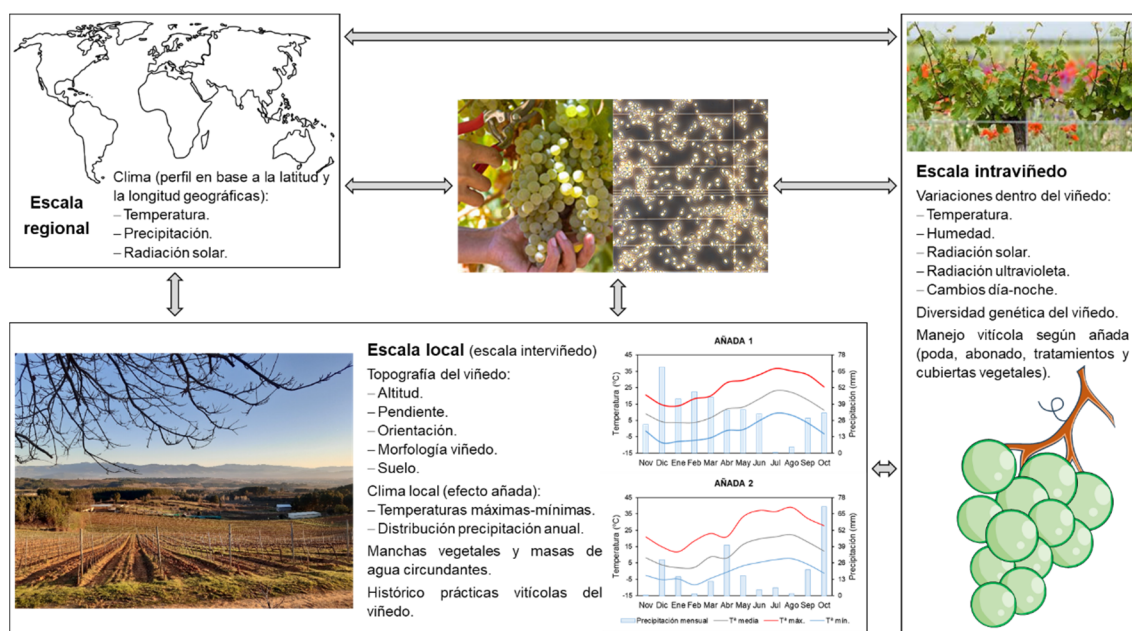 Clima (perfil en base a la latitud y
la longitud geográficas):
– Temperatura.
– Precipitación.
– Radiación solar.
Escala
regional
Escala intraviñedo
Variaciones dentro del viñedo:
– Temperatura.
– Humedad.
– Radiación solar.
– Radiación ultravioleta.
– Cambios día-noche.
Diversidad genética del viñedo.
Manejo vitícola según añada
(poda, abonado, tratamientos y
cubiertas vegetales).
Escala local (escala interviñedo)
Topografía del viñedo:
– Altitud.
– Pendiente.
– Orientación.
– Morfología viñedo.
– Suelo.
Clima local (efecto añada):
– Temperaturas máximas-mínimas.
– Distribución precipitación anual.
Manchas vegetales y masas de
agua circundantes.
Histórico prácticas vitícolas del
viñedo.
AÑADA 1
Temperatura (ºC)
45
35
25
15
5
-5
-15
78
65
52
39
26
13
0
Precipitación (mm)
Nov Dic Ene Feb Mar Abr May Jun Jul Ago Sep Oct
AÑADA 2
Temperatura (ºC)
45
35
25
15
5
-5
-15
78
65
52
39
26
13
0
Precipitación (mm)
Nov Dic Ene Feb Mar Abr May Jun Jul Ago Sep Oct
Precipitación mensual Tª media Tª máx. Tª mín.